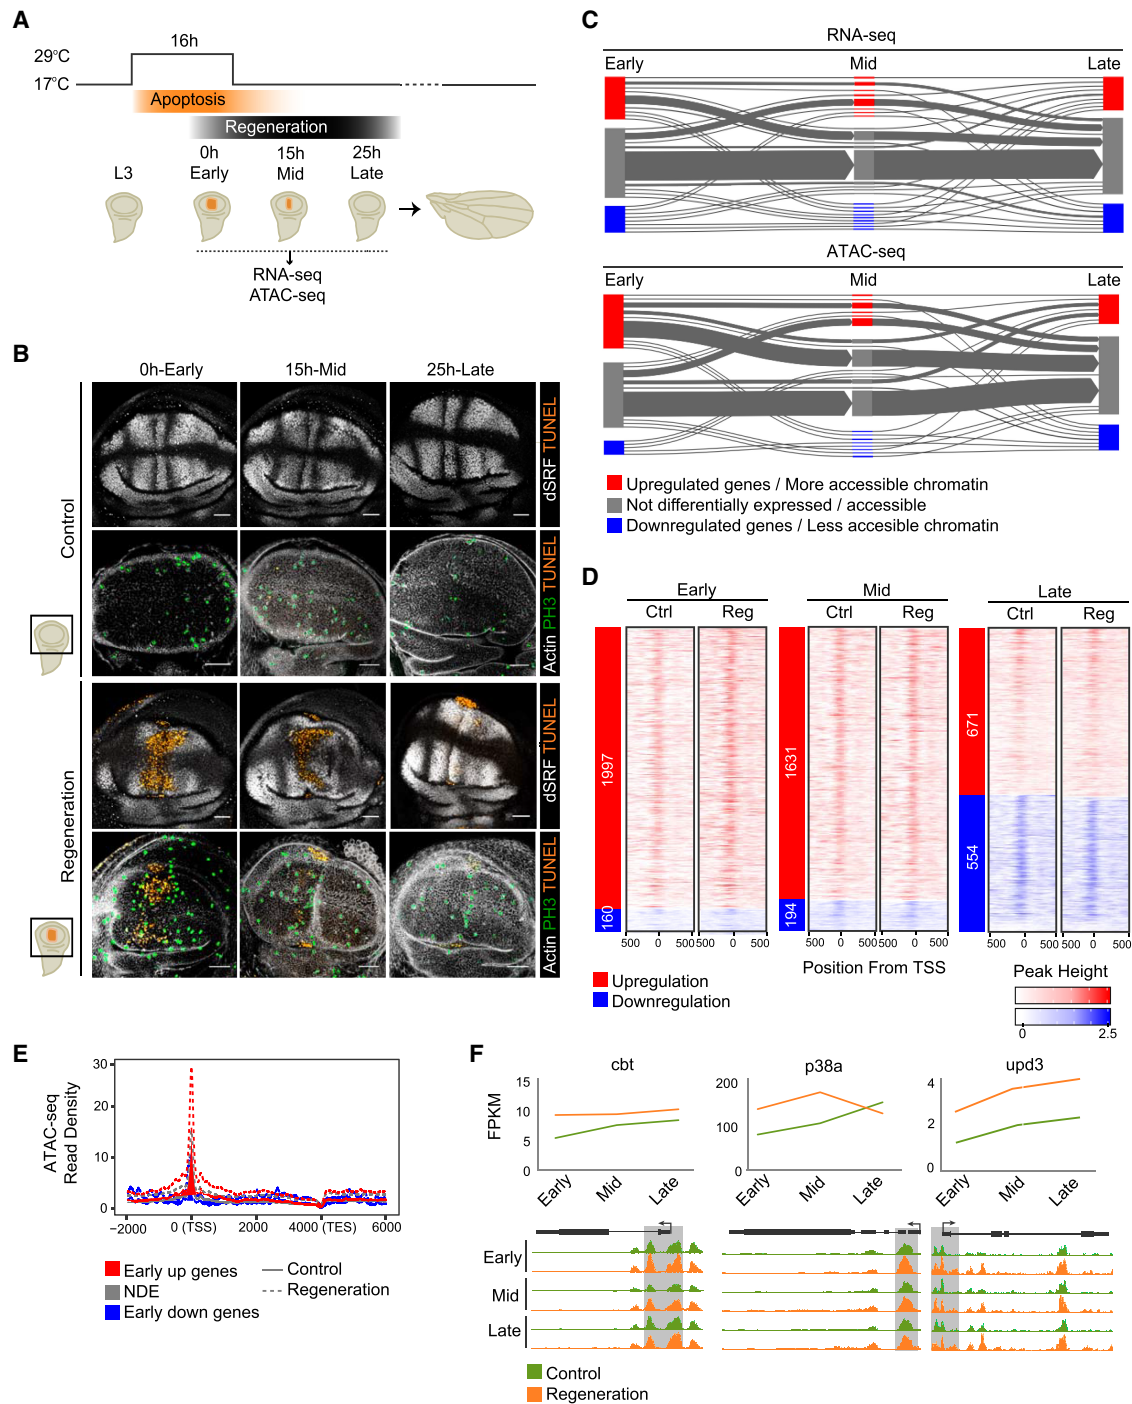 A
16h
29°C
17°C
Apoptosis
Regeneration
0h
15h
25h
L3
Early
Mid
Late
RNA-seq
ATAC-seq
B
0h-Early
15h-Mid
25h-Late
Control
dSRF TUNEL
Actin PH3 TUNEL
Regeneration
dSRF TUNEL
Actin PH3 TUNEL
C
RNA-seq
Early
Mid
Late
ATAC-seq
Early
Mid
Late
Upregulated genes / More accessible chromatin
Not differentially expressed / accessible
Downregulated genes / Less accesible chromatin
D
Early
Mid
Late
Ctrl
Reg
Ctrl
Reg
Ctrl
Reg
1997
160
1631
194
671
554
500 0 500
0 500
500 0 500
0 500
500 0 500
0 500
Position From TSS
Upregulation
Downregulation
Peak Height
0 2.5
E
ATAC-seq
Read Density
30
20
10
0
−2000
0 (TSS)
2000
4000 (TES)
6000
Early up genes
NDE
Early down genes
Control
Regeneration
F
cbt
p38a
upd3
FPKM
15
10
5
0
200
100
0
4
2
0
Early
Mid
Late
Early
Mid
Late
Early
Mid
Late
Early
Mid
Late
Control
Regeneration